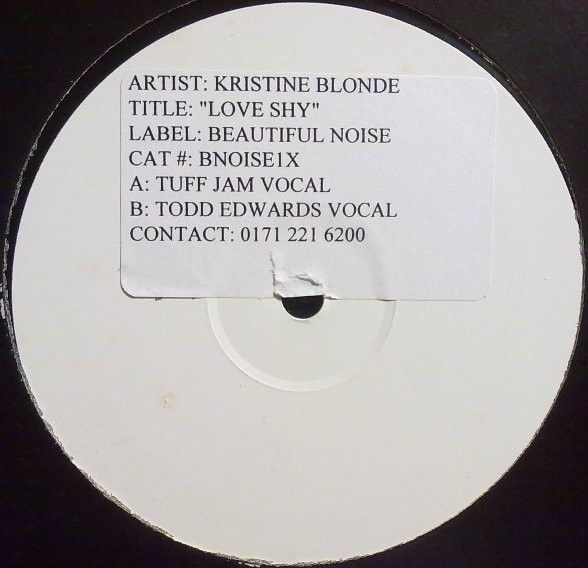 ARTIST: KRISTINE BLONDE
TITLE: "LOVE SHY"
LABEL: BEAUTIFUL NOISE
CAT #: BNOISE1X
A: TUFF JAM VOCAL
B: TODD EDWARDS VOCAL
CONTACT: 0171 221 6200